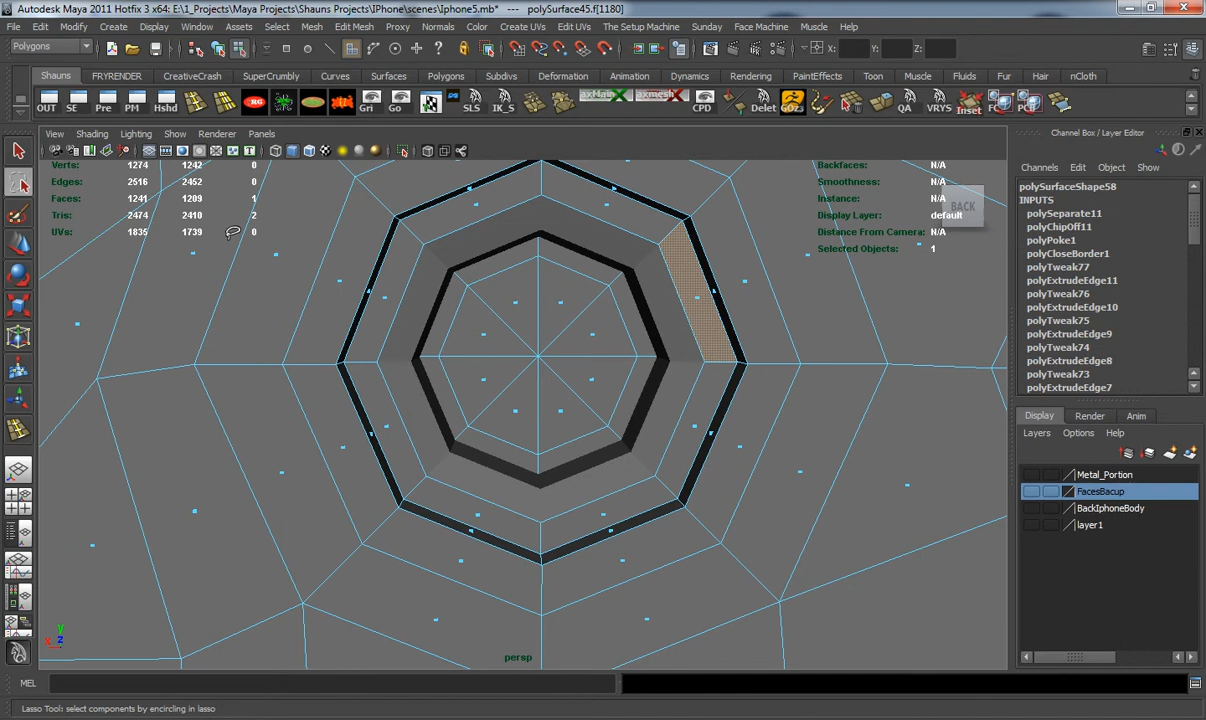 Autodesk Maya 2011 Hotfix 3 x64: E:\1_Projects\Maya Projects\Shauns Projects\IPhone\scenes\Iphone5.mb* - polySurface45.f[1180]
File Edit Modify Create Display Window Assets Select Mesh Edit Mesh Proxy Normals Color Create UVs Edit UVs The Setup Machine Subday Face Machine Muscle Help
Polygons X: Y: Z:
Shauns FRYRENDER CreativeCrash SuperCrumbly Curves Surfaces Polygons Subdivs Deformation Animation Dynamics Rendering PaintEffects Toon Muscle Fluids Fur Hair nCloth
OUT SE Pre PM Hshd Gri Go SLS IK_S axMain axmesh CPD Delet GOz3 QA VRYS Inset
View Shading Lighting Show Renderer Panels
Verts: 1274 1242 0
Edges: 2516 2452 0
Faces: 1241 1209 1
Tris: 2474 2410 2
UVs: 1835 1739 0
Backfaces: N/A
Smoothness: N/A
Instance: N/A
Display Layer: default
Distance From Camera: N/A
Selected Objects: 1
BACK
persp
y
x z
Channel Box / Layer Editor
Channels Edit Object Show
polySurfaceShape58
INPUTS
polySeparate11
polyChipOff11
polyPoke1
polyCloseBorder1
polyTweak77
polyExtrudeEdge11
polyTweak76
polyExtrudeEdge10
polyTweak75
polyExtrudeEdge9
polyTweak74
polyExtrudeEdge8
polyTweak73
polyExtrudeEdge7
Display Render Anim
Layers Options Help
Metal_Portion
FacesBacup
BackIphoneBody
layer1
MEL
Lasso Tool: select components by encircling in lasso